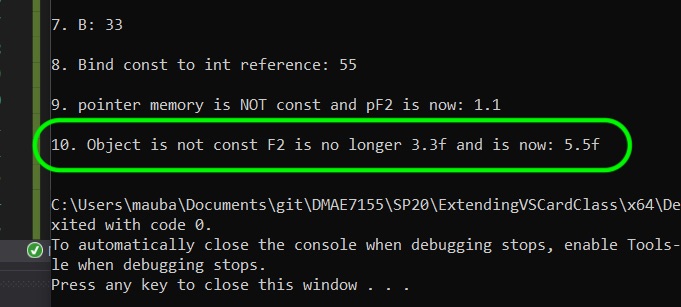 7. B: 33
8. Bind const to int reference: 55
9. pointer memory is NOT const and pF2 is now: 1.1
10. Object is not const F2 is no longer 3.3f and is now: 5.5f
C:\Users\mauba\Documents\git\DMAE7155\SP20\ExtendingVSCardClass\x64\De
xited with code 0.
To automatically close the console when debugging stops, enable Tools-
le when debugging stops.
Press any key to close this window . . .